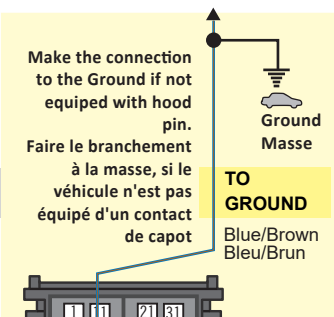 Make the connection
to the Ground if not
equiped with hood
pin.
Faire le branchement
à la masse, si le
véhicule n'est pas
équipé d'un contact
de capot
Ground
Masse
TO
GROUND
Blue/Brown
Bleu/Brun
1 11 21 31